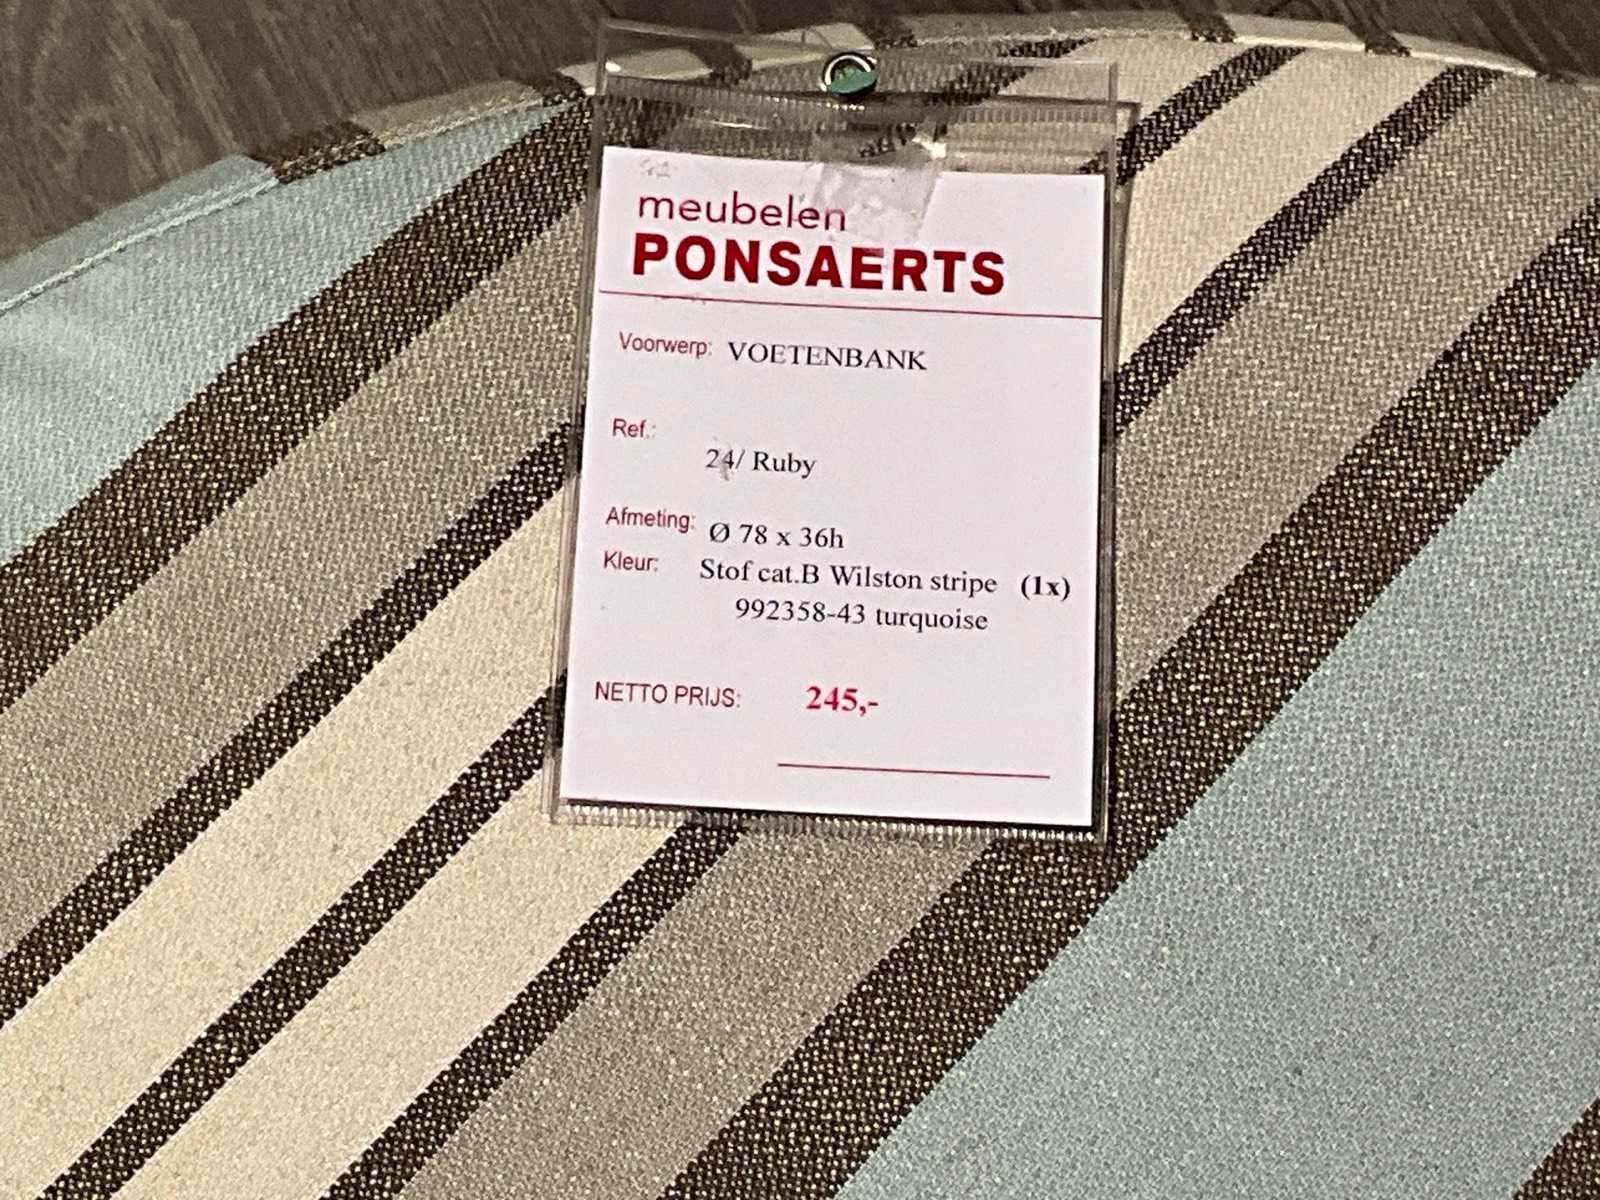 meubelen
PONSAERTS
Voorwerp: VOETENBANK
Ref.:
24/ Ruby
Afmeting: Ø 78 x 36h
Kleur: Stof cat.B Wilston stripe (1x)
992358-43 turquoise
NETTO PRIJS: 245,-